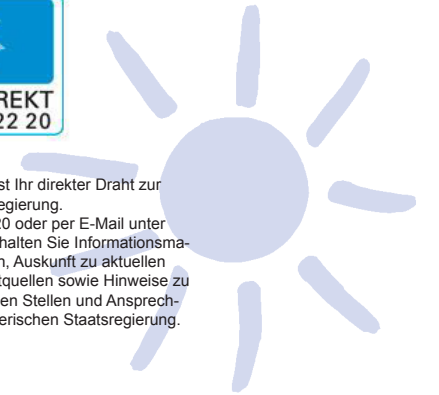 REKT
22 20
st Ihr direkter Draht zur
egierung.
20 oder per E-Mail unter
halten Sie Informationsma-
n, Auskunft zu aktuellen
tquellen sowie Hinweise zu
en Stellen und Ansprech-
erischen Staatsregierung.